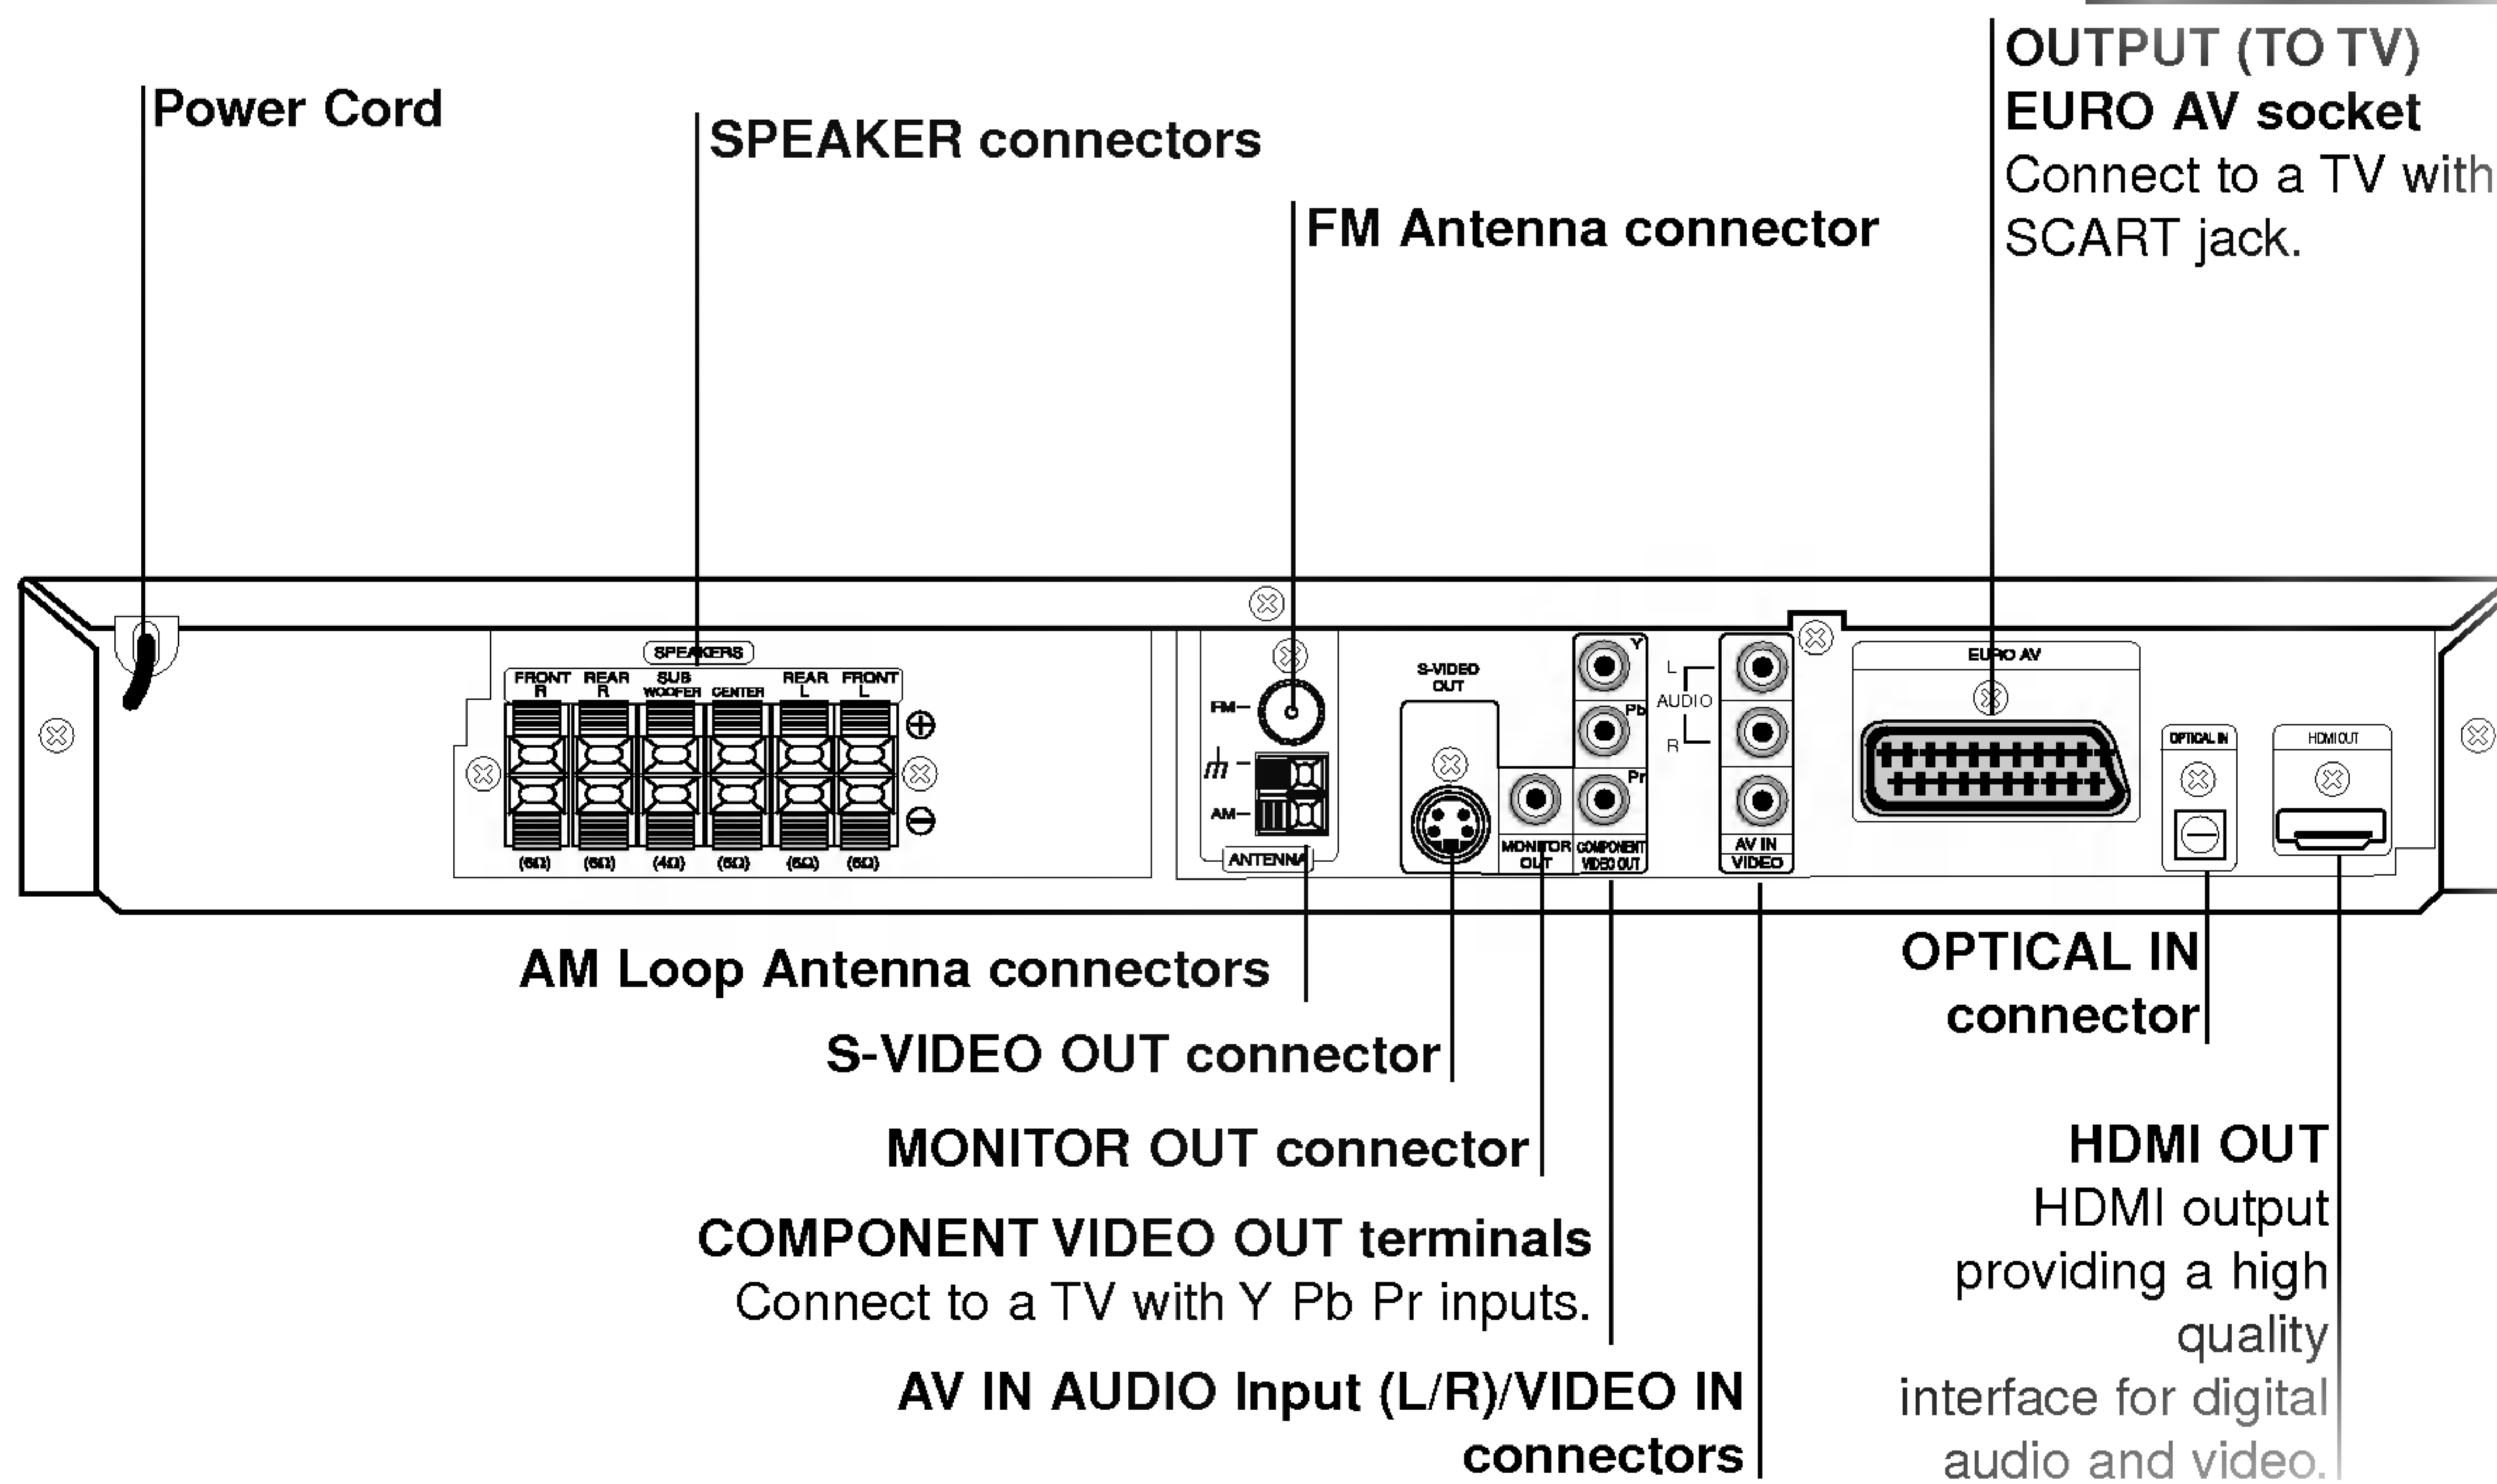 OUTPUT (TO TV)
EURO AV socket
Connect to a TV with
SCART jack.
Power Cord
SPEAKER connectors
FM Antenna connector
SPEAKERS
FRONT R
REAR R
SUB WOOFER
CENTER
REAR L
FRONT L
(6Ω) (6Ω) (4Ω) (6Ω) (6Ω) (6Ω)
FM
AM
ANTENNA
S-VIDEO
OUT
MONITOR
OUT
Y
Pb
Pr
COMPONENT
VIDEO OUT
L
AUDIO
R
AV IN
VIDEO
EURO AV
OPTICAL IN
HDMI OUT
AM Loop Antenna connectors
S-VIDEO OUT connector
MONITOR OUT connector
COMPONENT VIDEO OUT terminals
Connect to a TV with Y Pb Pr inputs.
AV IN AUDIO Input (L/R)/VIDEO IN
connectors
OPTICAL IN
connector
HDMI OUT
HDMI output
providing a high
quality
interface for digital
audio and video.